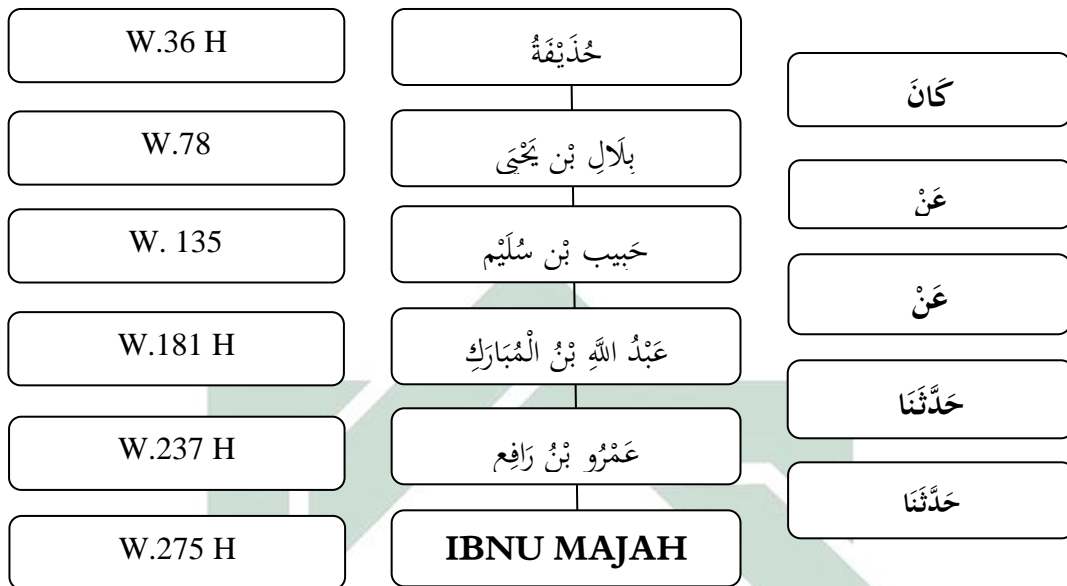 W.36 H
حُذَيْفَةُ
كَانَ
W.78
بِلَالِ بْن يَحْيَى
عَنْ
W. 135
حَبِيب بْن سُلَيْم
عَنْ
W.181 H
عَبْدُ اللَّهِ بْنُ الْمُبَارَكِ
حَدَّثَنَا
W.237 H
عَمْرُو بْنُ رَافِع
حَدَّثَنَا
W.275 H
IBNU MAJAH